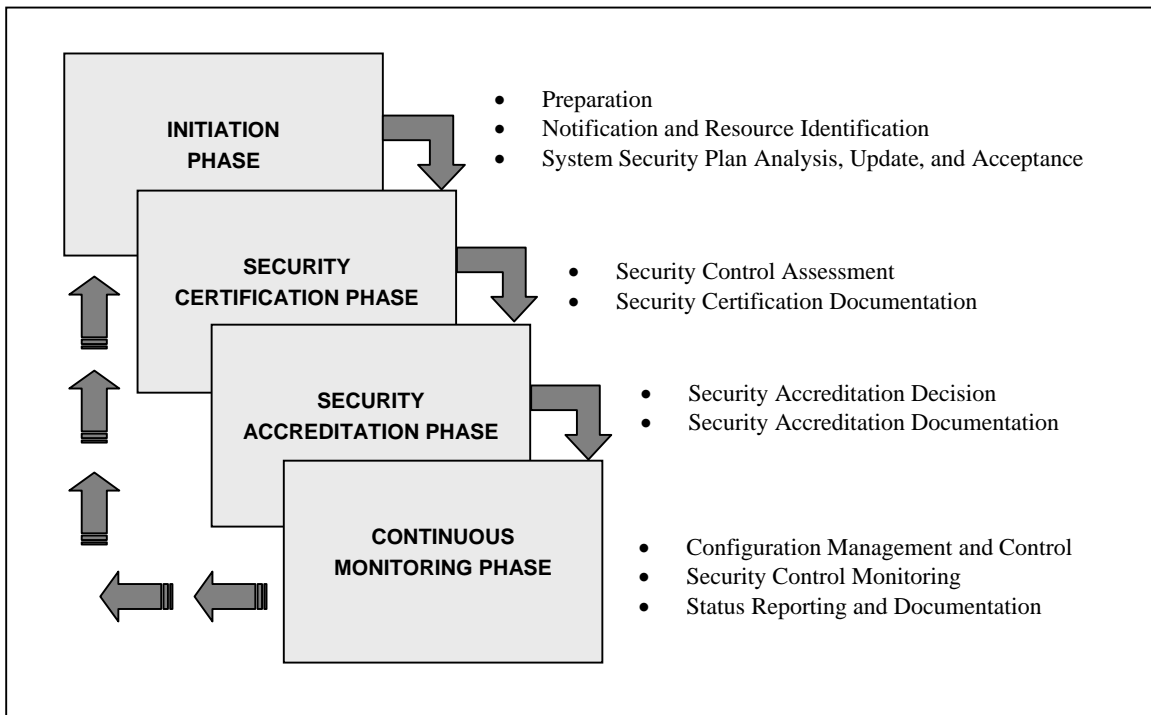 INITIATION
PHASE
• Preparation
• Notification and Resource Identification
• System Security Plan Analysis, Update, and Acceptance
SECURITY
CERTIFICATION PHASE
• Security Control Assessment
• Security Certification Documentation
SECURITY
ACCREDITATION PHASE
• Security Accreditation Decision
• Security Accreditation Documentation
CONTINUOUS
MONITORING PHASE
• Configuration Management and Control
• Security Control Monitoring
• Status Reporting and Documentation